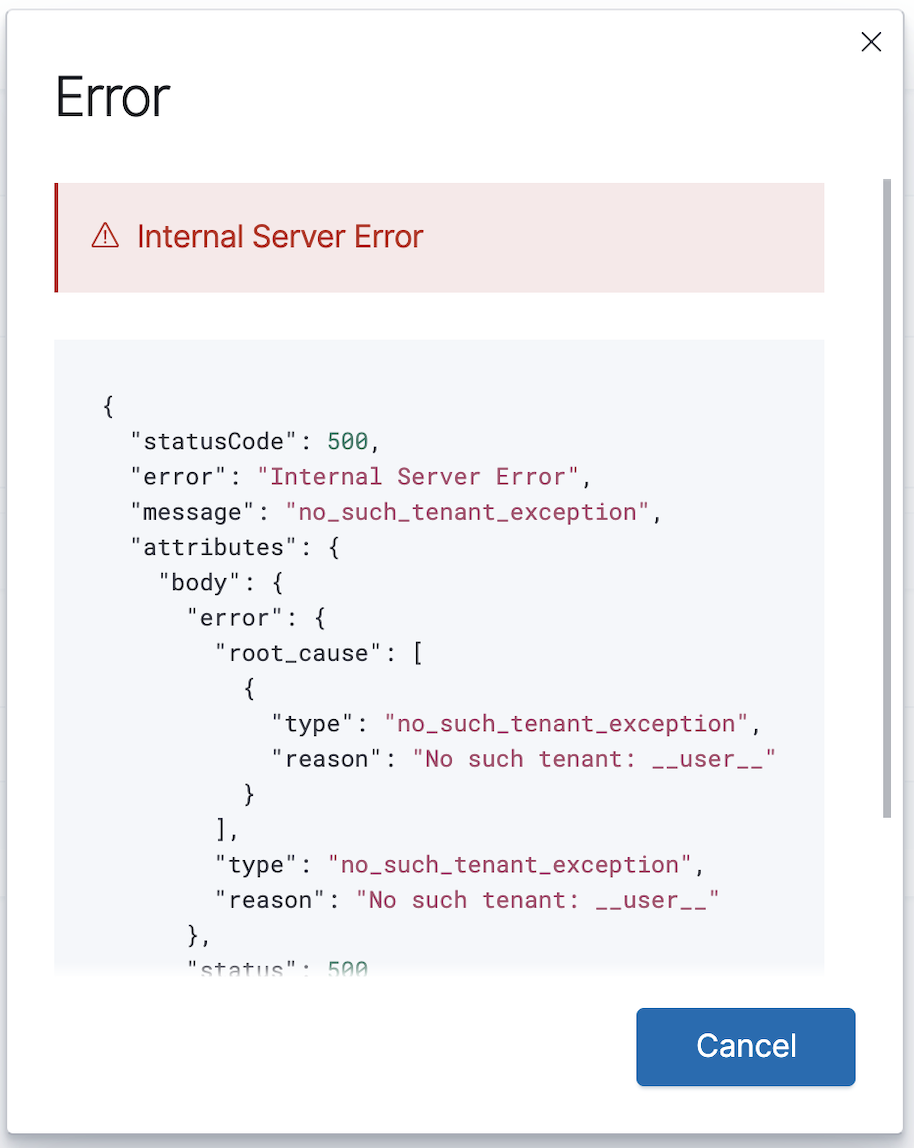 Error
Internal Server Error
{
"statusCode": 500,
"error": "Internal Server Error",
"message": "no_such_tenant_exception",
"attributes": {
"body": {
"error": {
"root_cause": [
{
"type": "no_such_tenant_exception",
"reason": "No such tenant: __user__"
}
],
"type": "no_such_tenant_exception",
"reason": "No such tenant: __user__"
},
"status": 500
Cancel